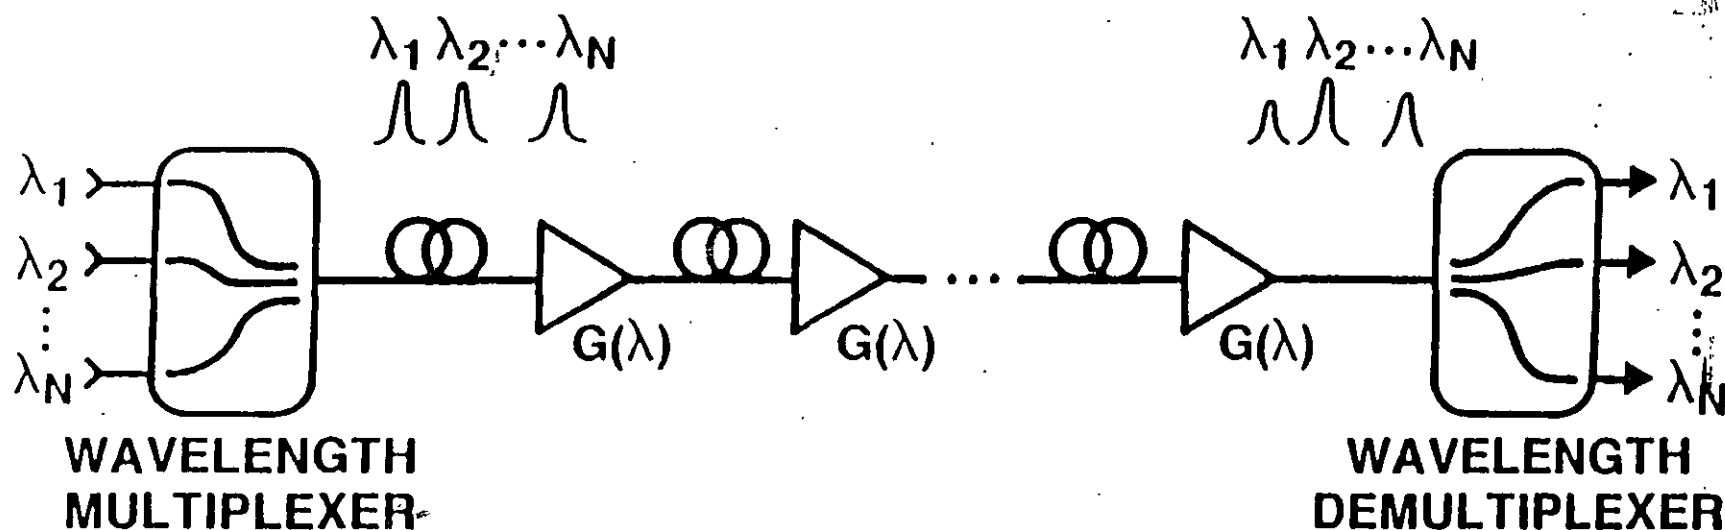 λ1 λ2 ··· λN
λ1 λ2 ··· λN
λ1
λ2
λN
G(λ)
G(λ)
G(λ)
λ1
λ2
λN
WAVELENGTH
MULTIPLEXER
WAVELENGTH
DEMULTIPLEXER